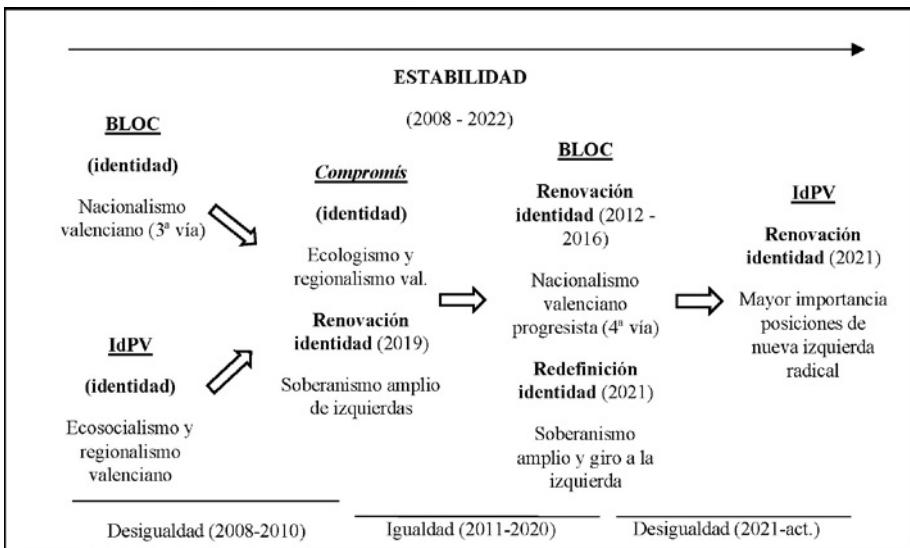 ESTABILIDAD
(2008 - 2022)
BLOC
(identidad)
Nacionalismo
valenciano (3ª vía)
IdPV
(identidad)
Ecosocialismo y
regionalismo
valenciano
Compromís
(identidad)
Ecologismo y
regionalismo val.
Renovación
identidad (2019)
Soberanismo amplio
de izquierdas
BLOC
Renovación
identidad (2012 -
2016)
Nacionalismo
valenciano
progresista (4ª vía)
Redefinición
identidad (2021)
Soberanismo
amplio y giro a la
izquierda
IdPV
Renovación
identidad (2021)
Mayor importancia
posiciones de
nueva izquierda
radical
Desigualdad (2008-2010)
Igualdad (2011-2020)
Desigualdad (2021-act.)